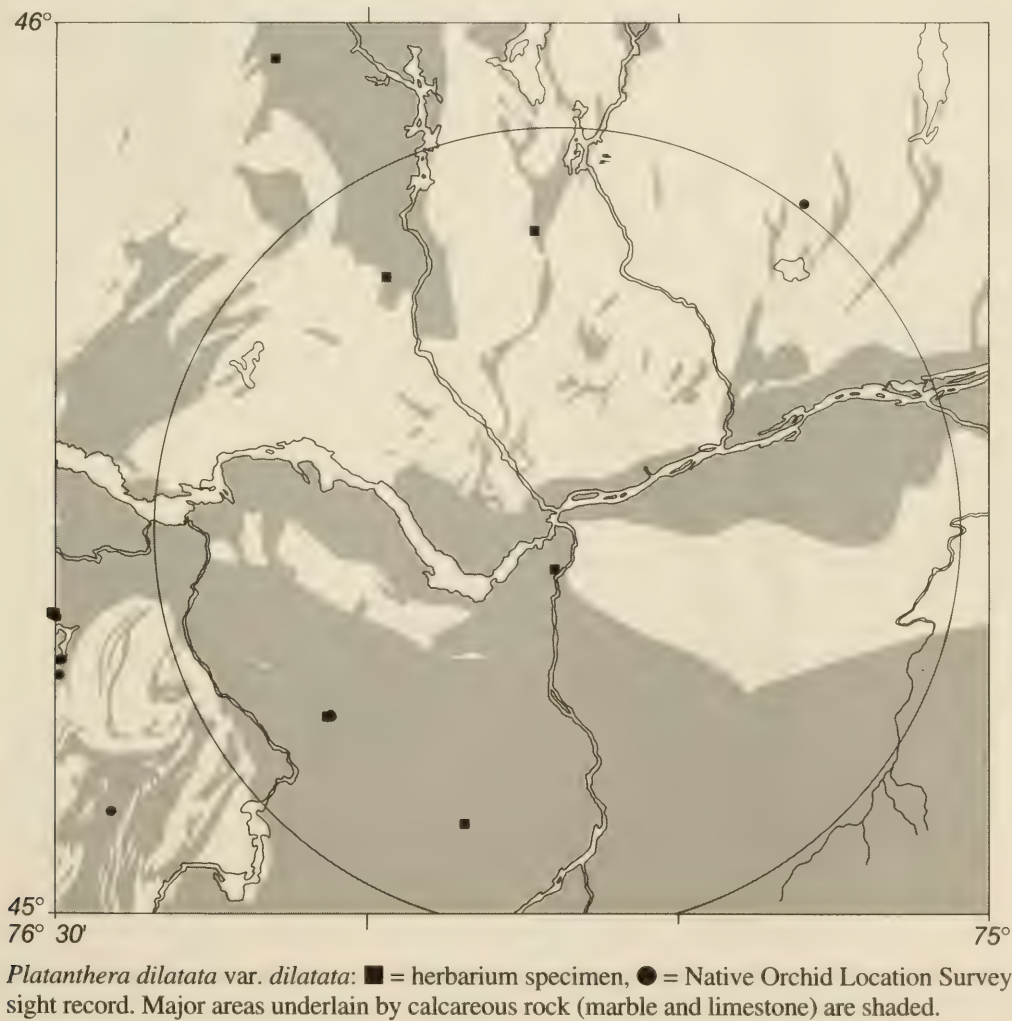 46°
45°
76° 30'
75°
Platanthera dilatata var. dilatata: ■ = herbarium specimen, ● = Native Orchid Location Survey
sight record. Major areas underlain by calcareous rock (marble and limestone) are shaded.